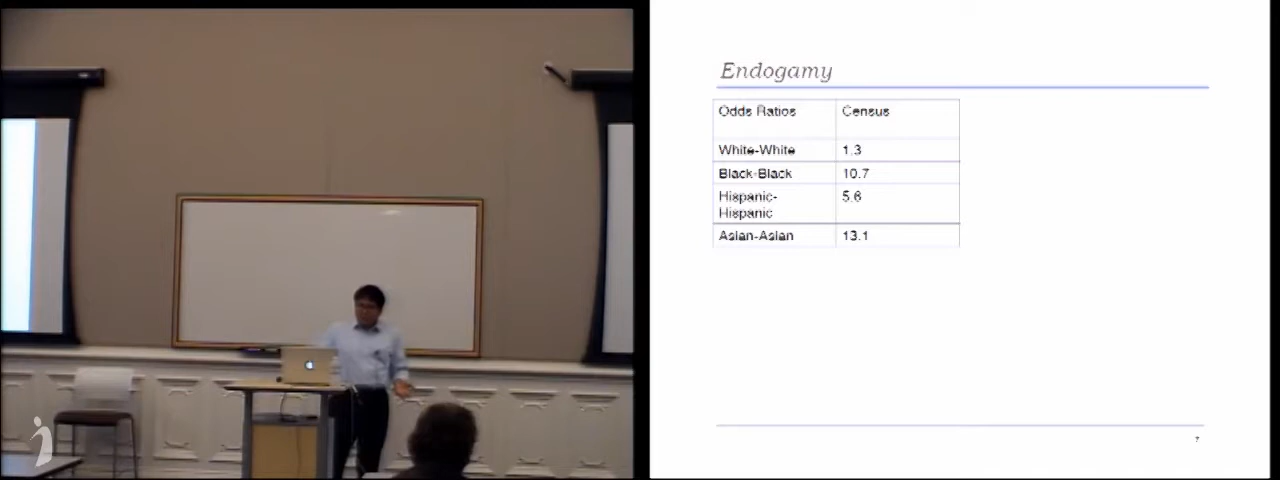 Endogamy
Odds Ratios Census
White-White 1.3
Black-Black 10.7
Hispanic- 5.6
Hispanic
Asian-Asian 13.1
7